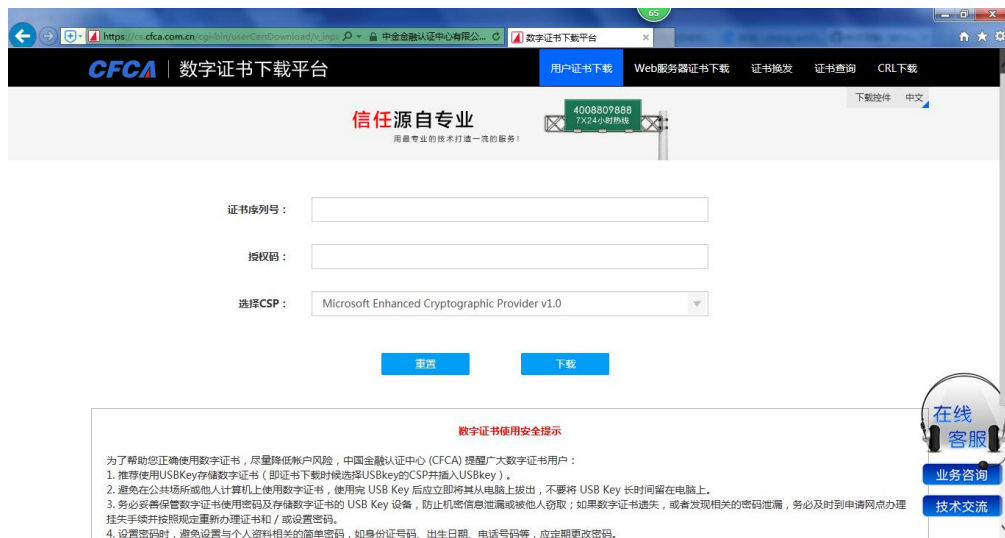 65
https://cs.cfca.com.cn/cgi-bin/userCertDownload/v_inpu
中金金融认证中心有限公...
数字证书下载平台
CFCA 数字证书下载平台
用户证书下载 Web服务器证书下载 证书换发 证书查询 CRL下载
下载控件 中文
信任源自专业
用最专业的技术打造一流的服务!
4008809888
7X24小时热线
证书序列号:
授权码:
选择CSP: Microsoft Enhanced Cryptographic Provider v1.0
重置 下载
在线
客服
业务咨询
技术交流
数字证书使用安全提示
为了帮助您正确使用数字证书,尽量降低帐户风险,中国金融认证中心 (CFCA) 提醒广大数字证书用户:
1. 推荐使用USBKey存储数字证书(即证书下载时候选择USBkey的CSP并插入USBkey)。
2. 避免在公共场所或他人计算机上使用数字证书,使用完 USB Key 后应立即将其从电脑上拔出,不要将 USB Key 长时间留在电脑上。
3. 务必妥善保管数字证书使用密码及存储数字证书的 USB Key 设备,防止机密信息泄漏或被他人窃取;如果数字证书遗失,或者发现相关的密码泄漏,务必及时到申请网点办理
挂失手续并按照规定重新办理证书和 / 或设置密码。
4. 设置密码时,避免设置与个人资料相关的简单密码,如身份证号码、出生日期、电话号码等,应定期更改密码。